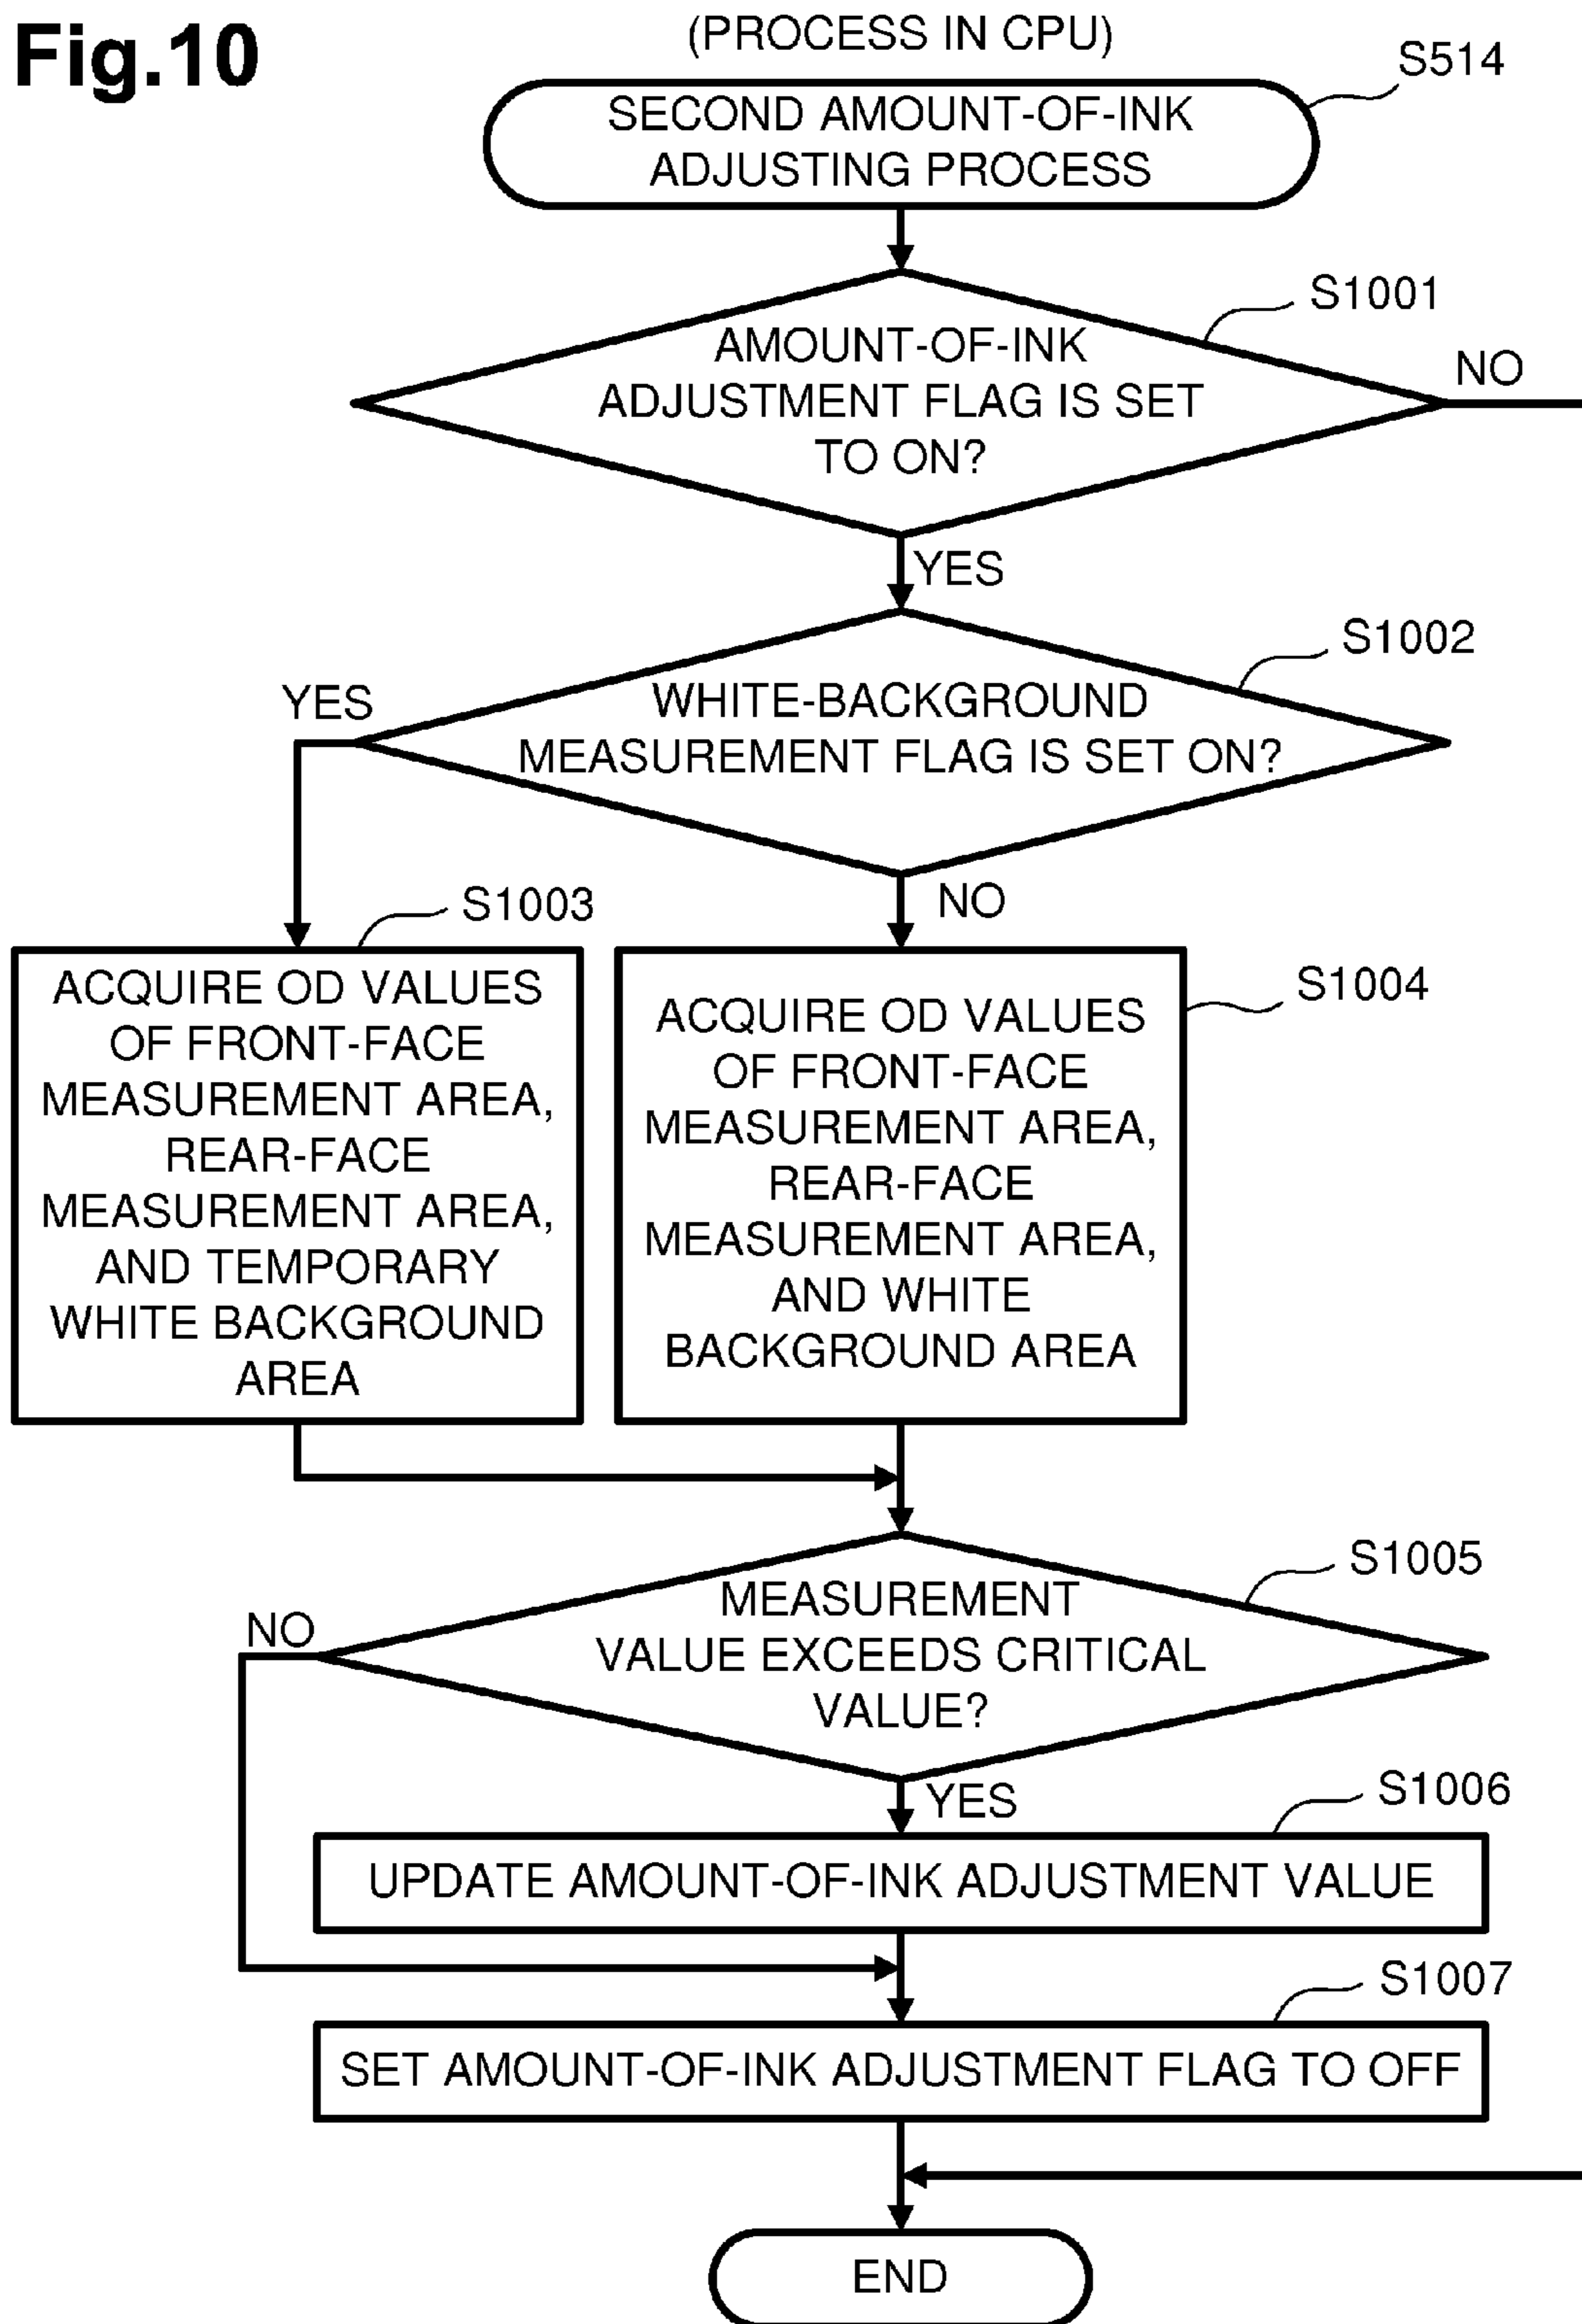 Fig.10
(PROCESS IN CPU)
S514
SECOND AMOUNT-OF-INK
ADJUSTING PROCESS
S1001
AMOUNT-OF-INK
ADJUSTMENT FLAG IS SET
TO ON?
NO
YES
S1002
WHITE-BACKGROUND
MEASUREMENT FLAG IS SET ON?
YES
NO
S1003
ACQUIRE OD VALUES
OF FRONT-FACE
MEASUREMENT AREA,
REAR-FACE
MEASUREMENT AREA,
AND TEMPORARY
WHITE BACKGROUND
AREA
S1004
ACQUIRE OD VALUES
OF FRONT-FACE
MEASUREMENT AREA,
REAR-FACE
MEASUREMENT AREA,
AND WHITE
BACKGROUND AREA
S1005
MEASUREMENT
VALUE EXCEEDS CRITICAL
VALUE?
NO
YES
S1006
UPDATE AMOUNT-OF-INK ADJUSTMENT VALUE
S1007
SET AMOUNT-OF-INK ADJUSTMENT FLAG TO OFF
END